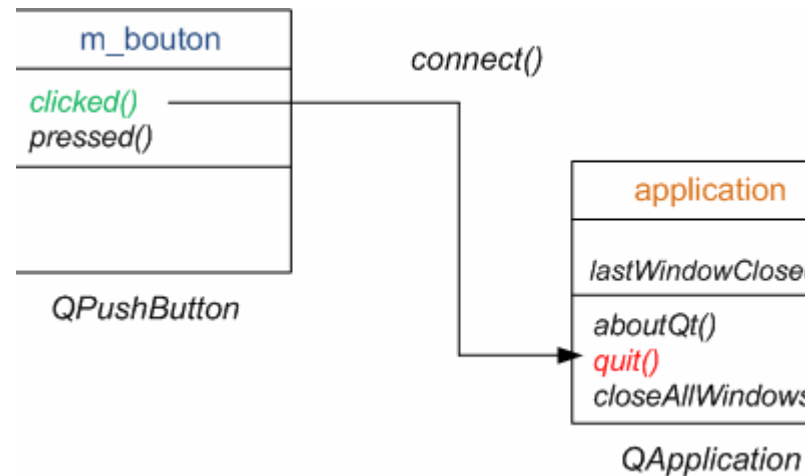 m_bouton
clicked()
pressed()
QPushButton
connect()
application
aboutQt()
quit()
QApplication